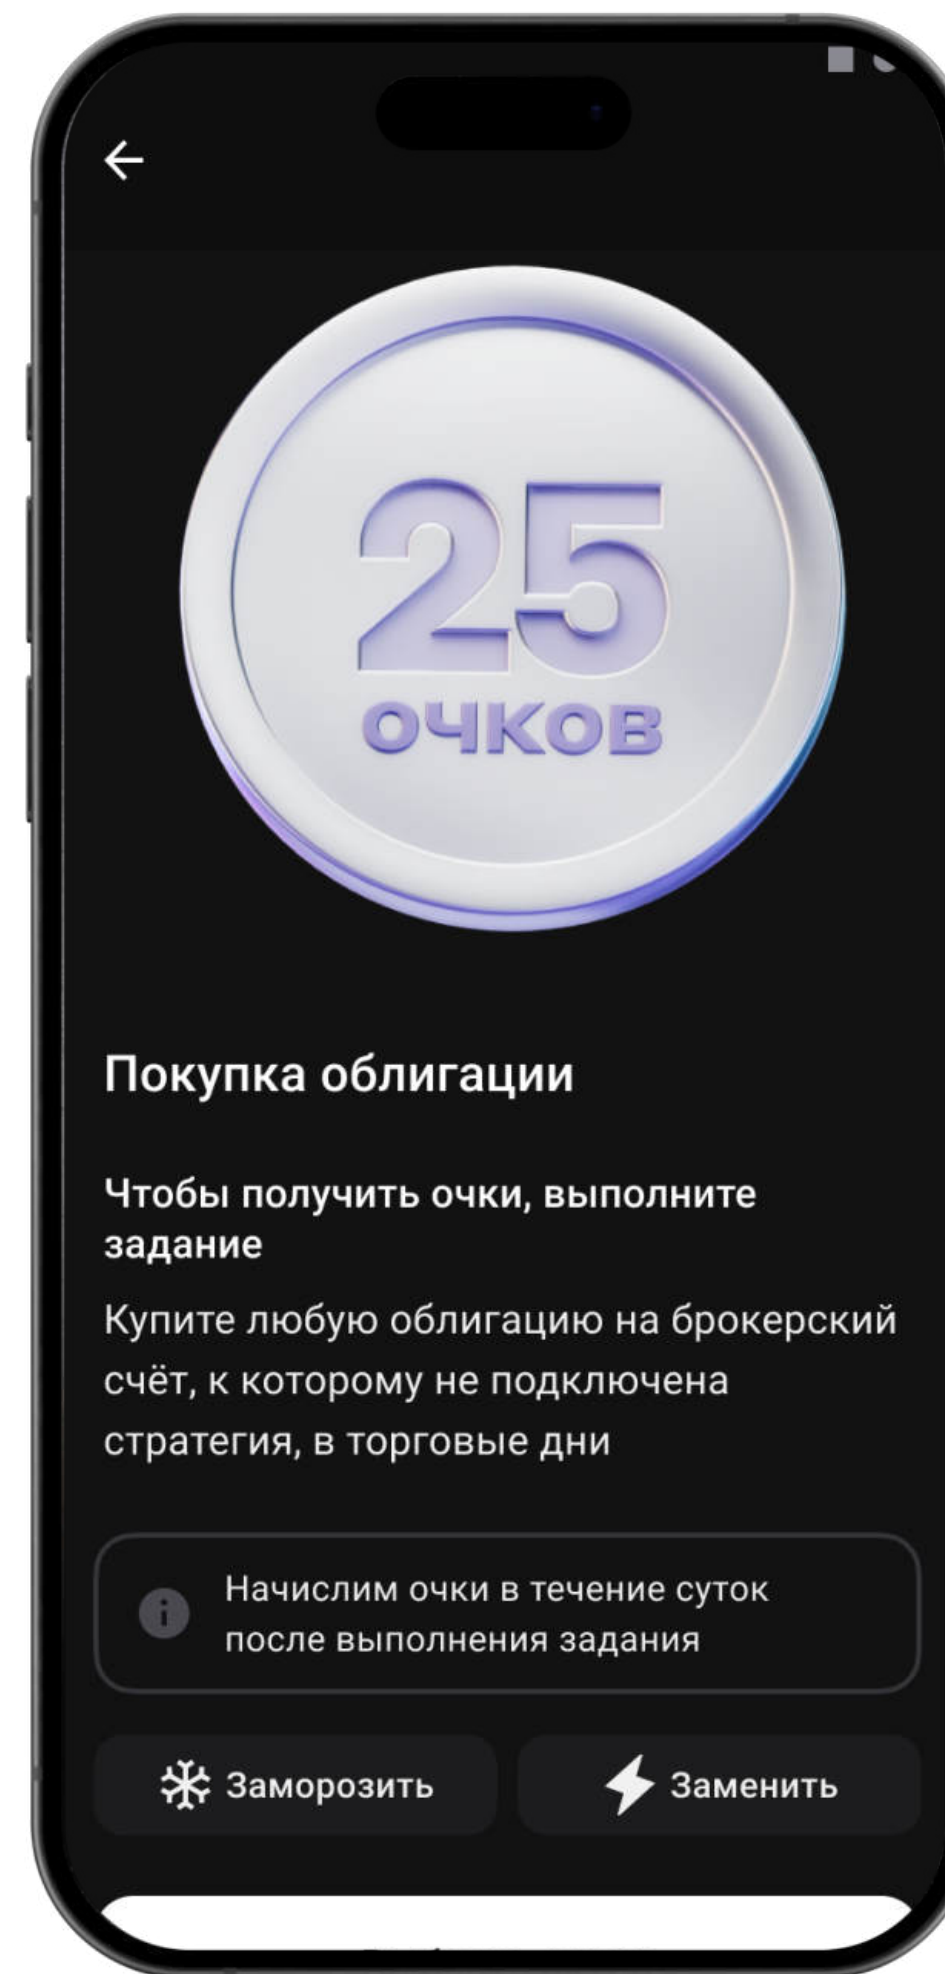 25
ОЧКОВ
Покупка облигации
Чтобы получить очки, выполните
задание
Купите любую облигацию на брокерский
счёт, к которому не подключена
стратегия, в торговые дни
Начислим очки в течение суток
после выполнения задания
Заморозить
Заменить